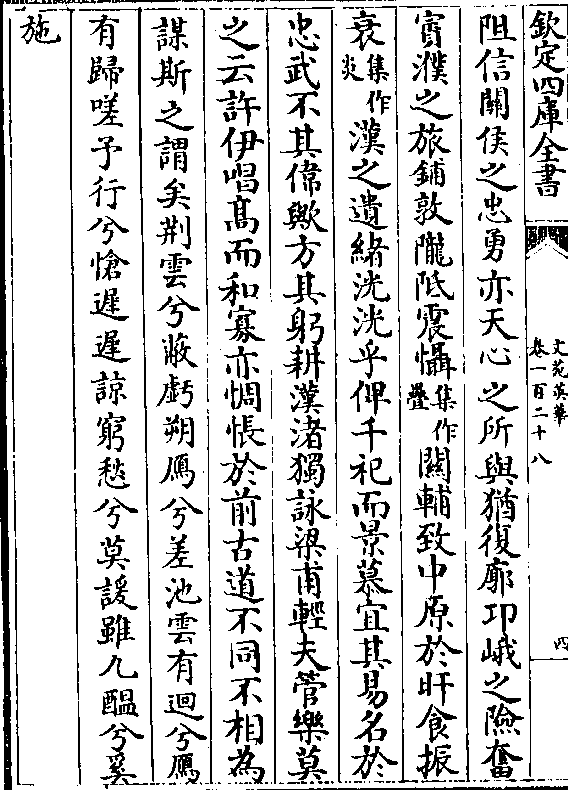 欽定四庫全書
文苑英華
卷一百二十八
四
阻信關侯之忠勇亦天心之所與猶復廓卭峨之險奮
賨濮之旅鋪敦隴阺震慴集作疊關輔致中原於旰食振
衰集作炎漢之遺緒洸洸乎俾千祀而景慕宜其易名於
忠武不其偉歟方其躬耕漢渚獨詠梁甫輕夫管樂莫
之云許伊唱髙而和寡亦惆悵於前古道不同不相為
謀斯之謂矣荆雲兮蔽虧朔鴈兮差池雲有迴兮鴈
有歸嗟予行兮愴遲遲諒窮愁兮莫諼雖九醞兮奚
施